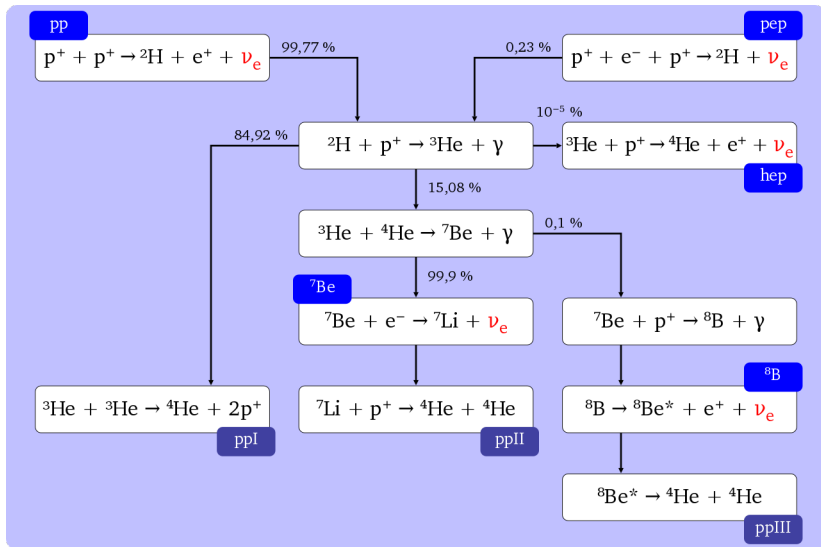 pp
pep
p⁺ + p⁺ → ²H + e⁺ + νₑ
99,77 %
0,23 %
p⁺ + e⁻ + p⁺ → ²H + νₑ
84,92 %
²H + p⁺ → ³He + γ
10⁻⁵ %
³He + p⁺ → ⁴He + e⁺ + νₑ
hep
15,08 %
³He + ⁴He → ⁷Be + γ
0,1 %
99,9 %
⁷Be
⁷Be + e⁻ → ⁷Li + νₑ
⁷Be + p⁺ → ⁸B + γ
⁸B
³He + ³He → ⁴He + 2p⁺
ppI
⁷Li + p⁺ → ⁴He + ⁴He
ppII
⁸B → ⁸Be* + e⁺ + νₑ
⁸Be* → ⁴He + ⁴He
ppIII